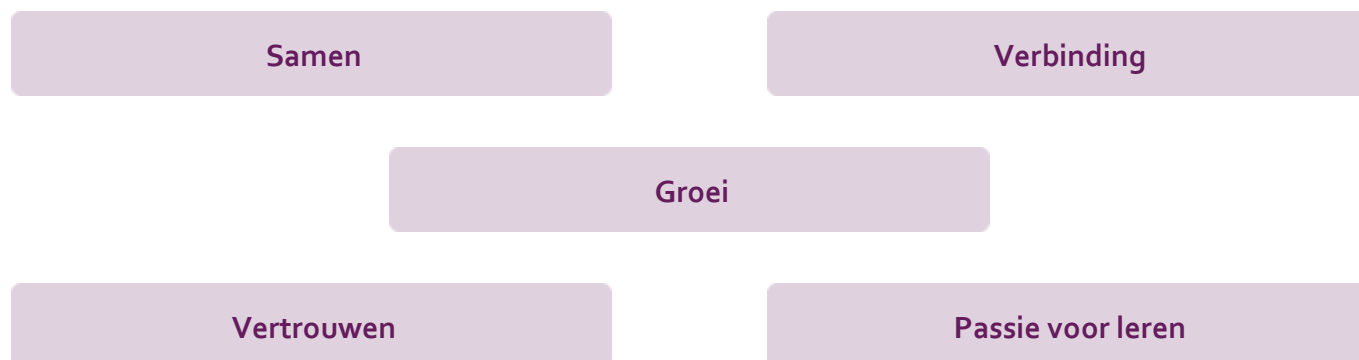 Samen
Verbinding
Groei
Vertrouwen
Passie voor leren